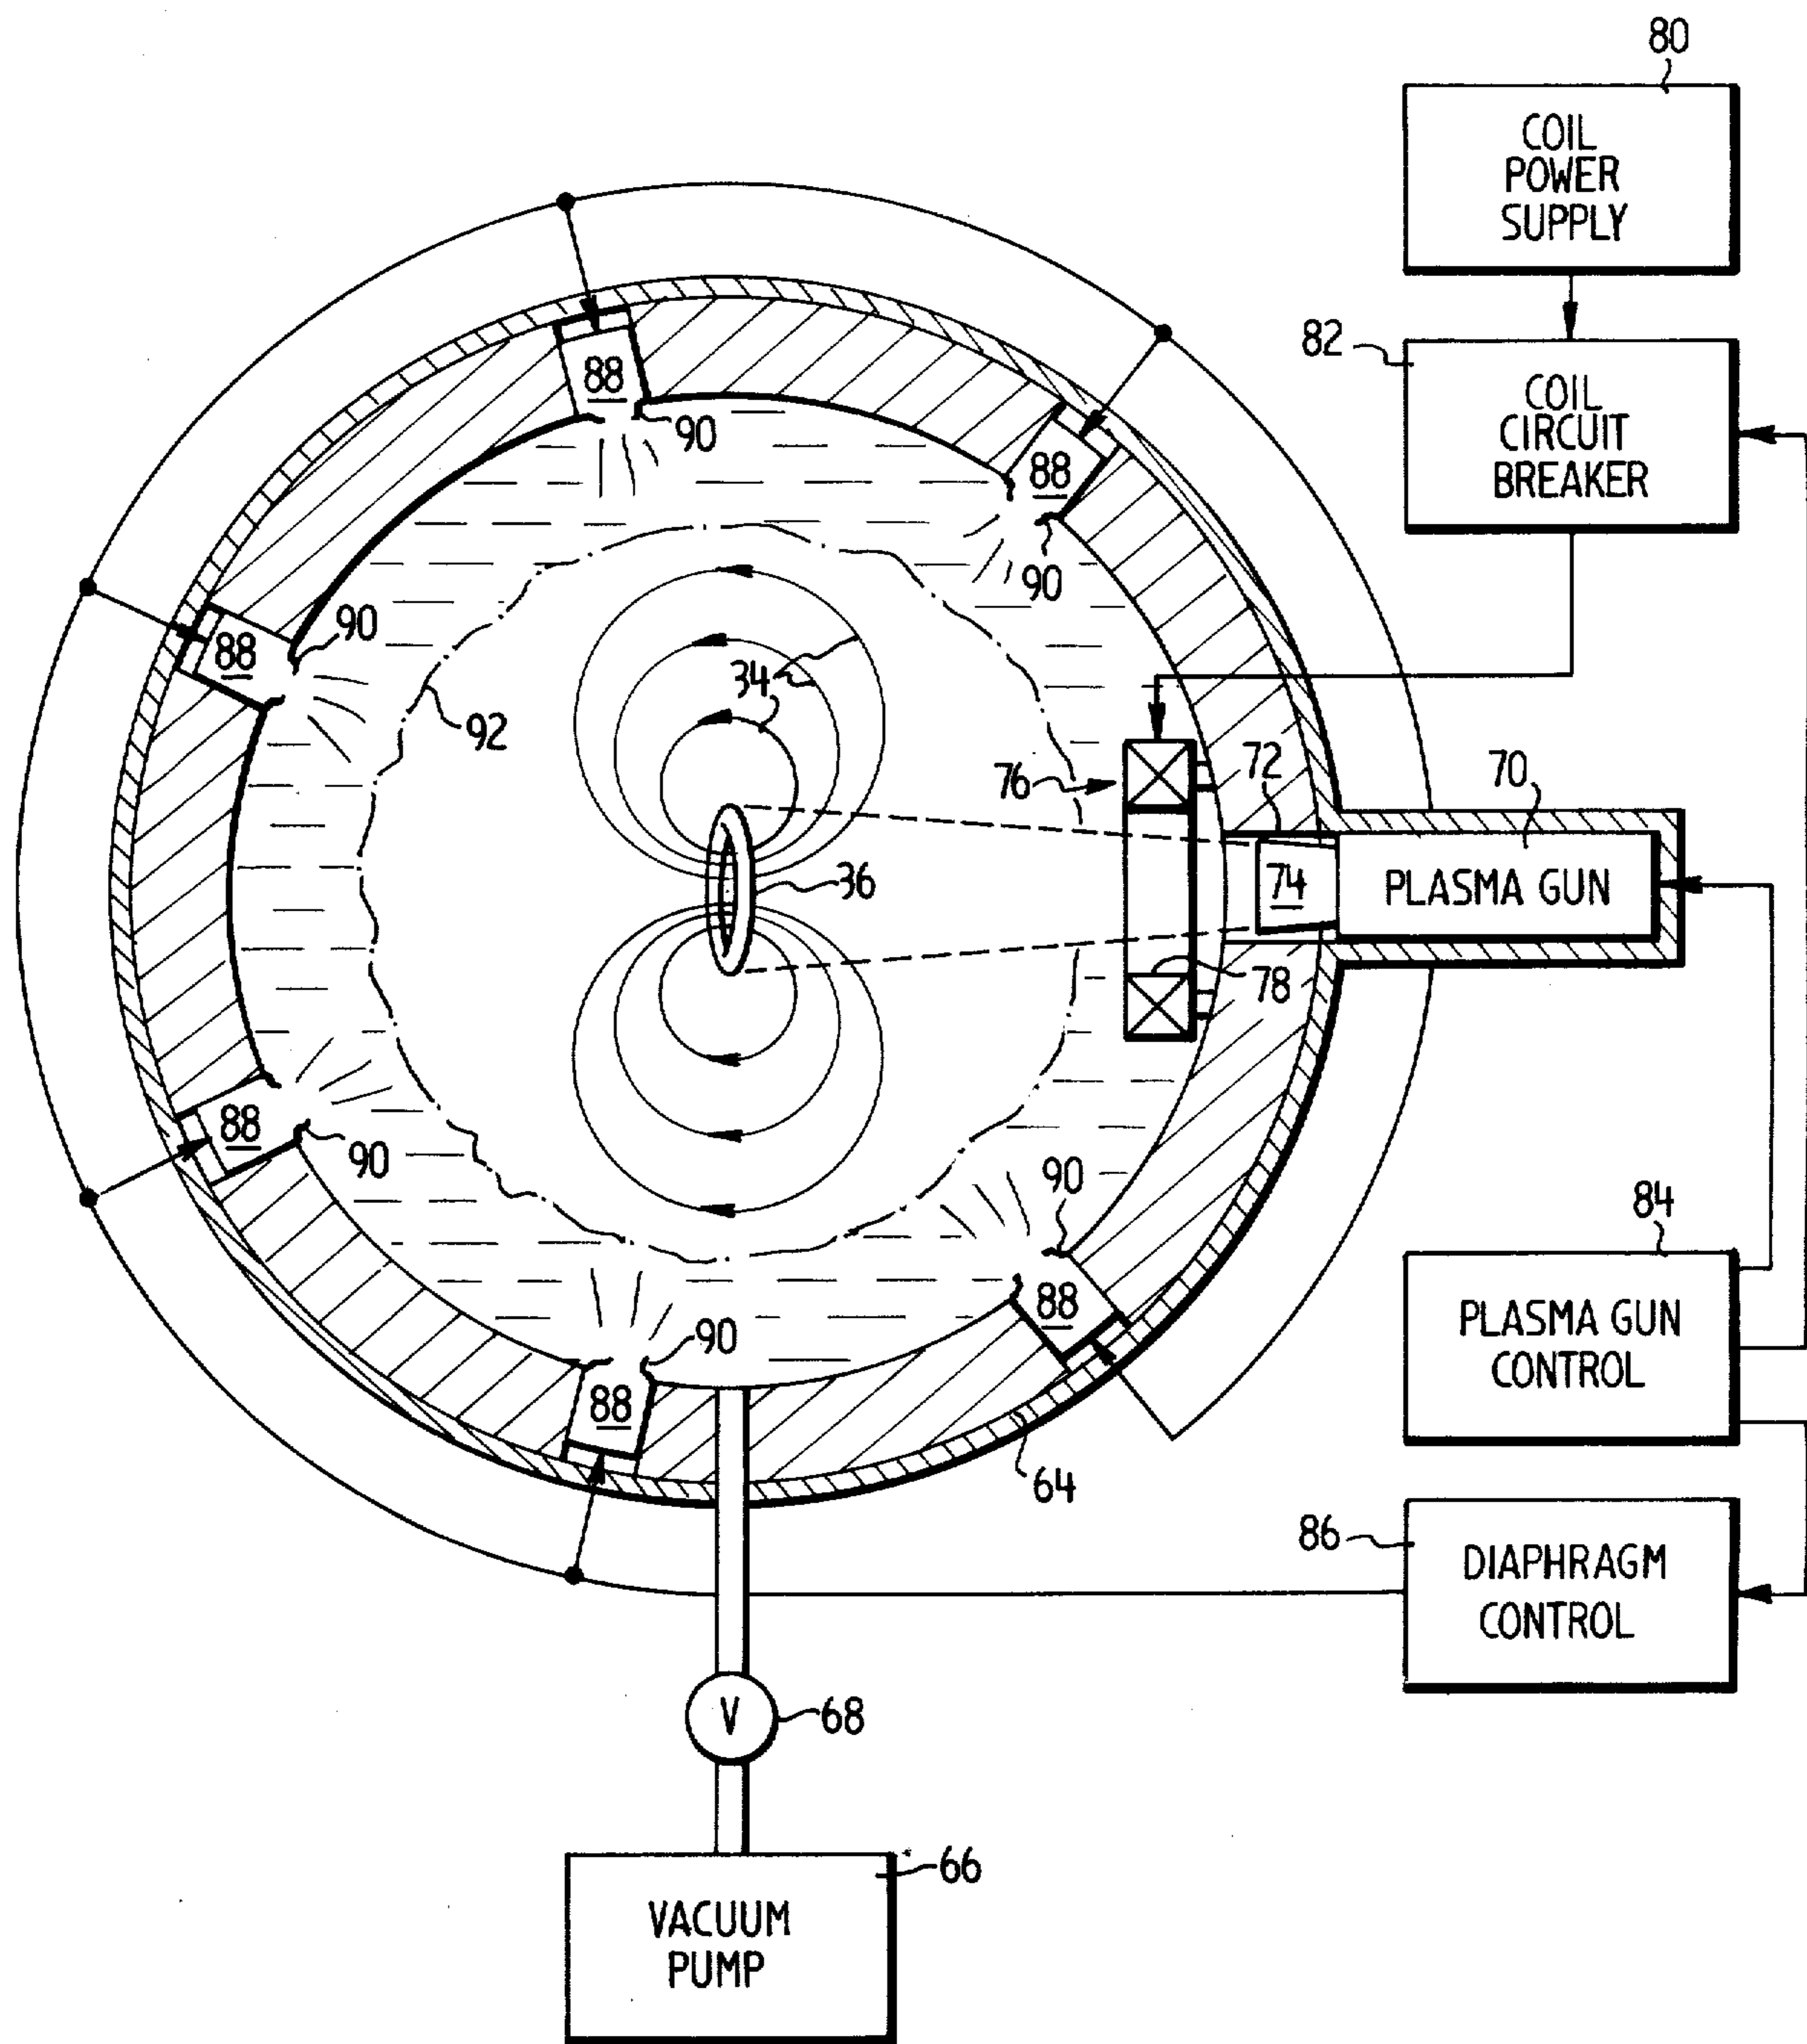 80
COIL
POWER
SUPPLY
82
COIL
CIRCUIT
BREAKER
88
90
88
90
90
88
34
92
76
72
70
36
74
PLASMA GUN
78
88
90
90
84
88
PLASMA GUN
CONTROL
90
88
64
86
DIAPHRAGM
CONTROL
V
68
66
VACUUM
PUMP